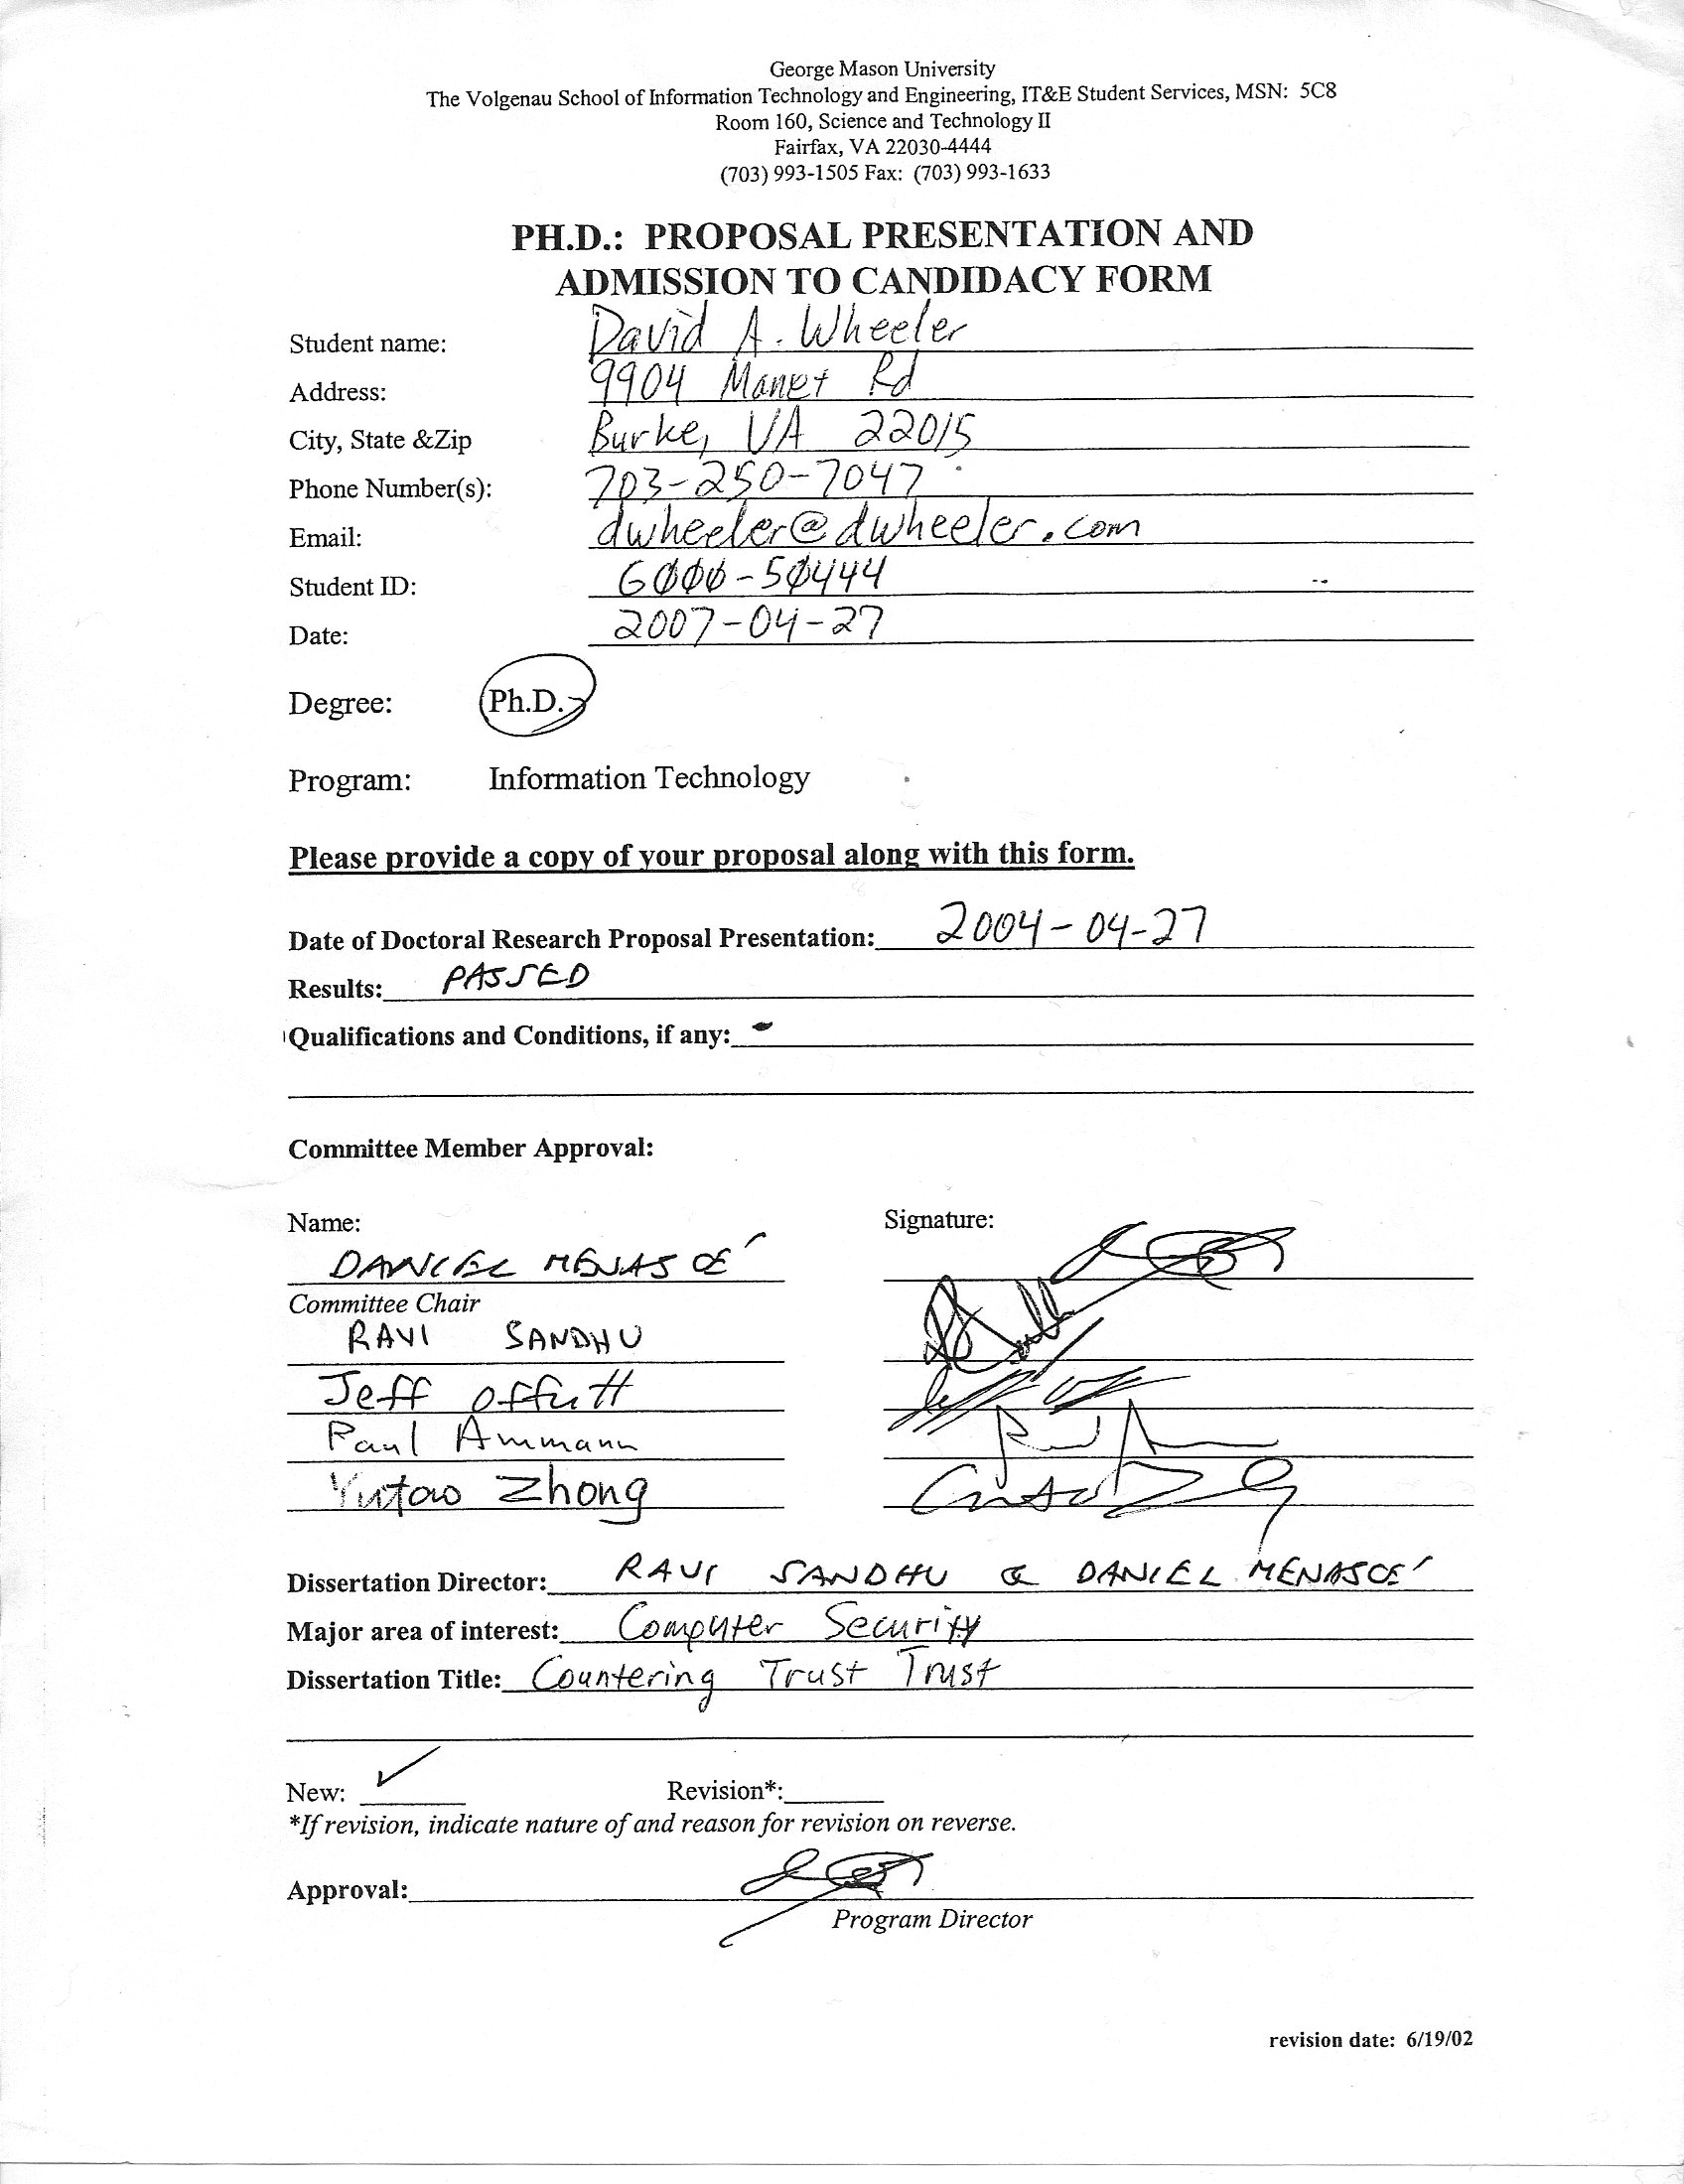 George Mason University
The Volgenau School of Information Technology and Engineering, IT&E Student Services, MSN: 5C8
Room 160, Science and Technology II
Fairfax, VA 22030-4444
(703) 993-1505 Fax: (703) 993-1633
PH.D.: PROPOSAL PRESENTATION AND
ADMISSION TO CANDIDACY FORM
Student name: David A. Wheeler
Address: 9904 Manet Rd
City, State &Zip Burke, VA 22015
Phone Number(s): 703-250-7047
Email: dwheeler@dwheeler.com
Student ID: 6000-50444
Date: 2007-04-27
Degree: Ph.D.
Program: Information Technology
Please provide a copy of your proposal along with this form.
Date of Doctoral Research Proposal Presentation: 2004-04-27
Results: PASSED
Qualifications and Conditions, if any: -
Committee Member Approval:
Name: Signature:
DANIEL MENASCÉ
Committee Chair
RAVI SANDHU
Jeff Offutt
Paul Ammann
Yutao Zhong
Dissertation Director: RAVI SANDHU & DANIEL MENASCÉ
Major area of interest: Computer Security
Dissertation Title: Countering Trust Trust
New: ✓ Revision*:
*If revision, indicate nature of and reason for revision on reverse.
Approval:
Program Director
revision date: 6/19/02